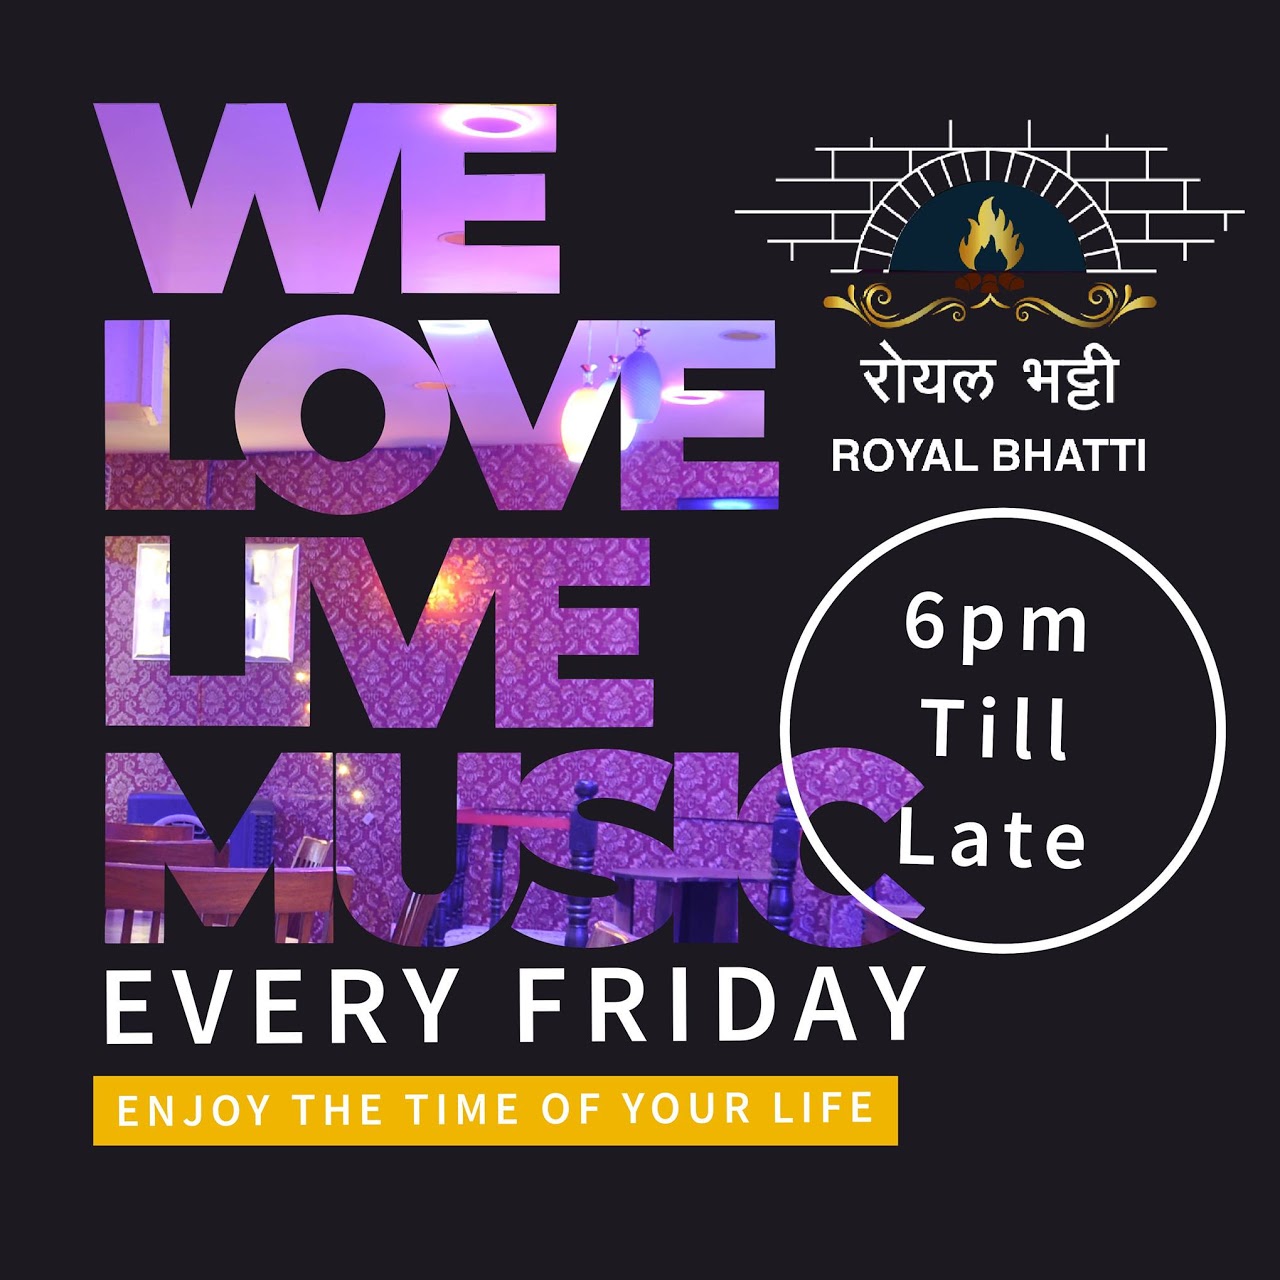 WE
LOVE
LIVE
MUSIC
EVERY FRIDAY
ENJOY THE TIME OF YOUR LIFE
रोयल भट्टी
ROYAL BHATTI
6pm
Till
Late